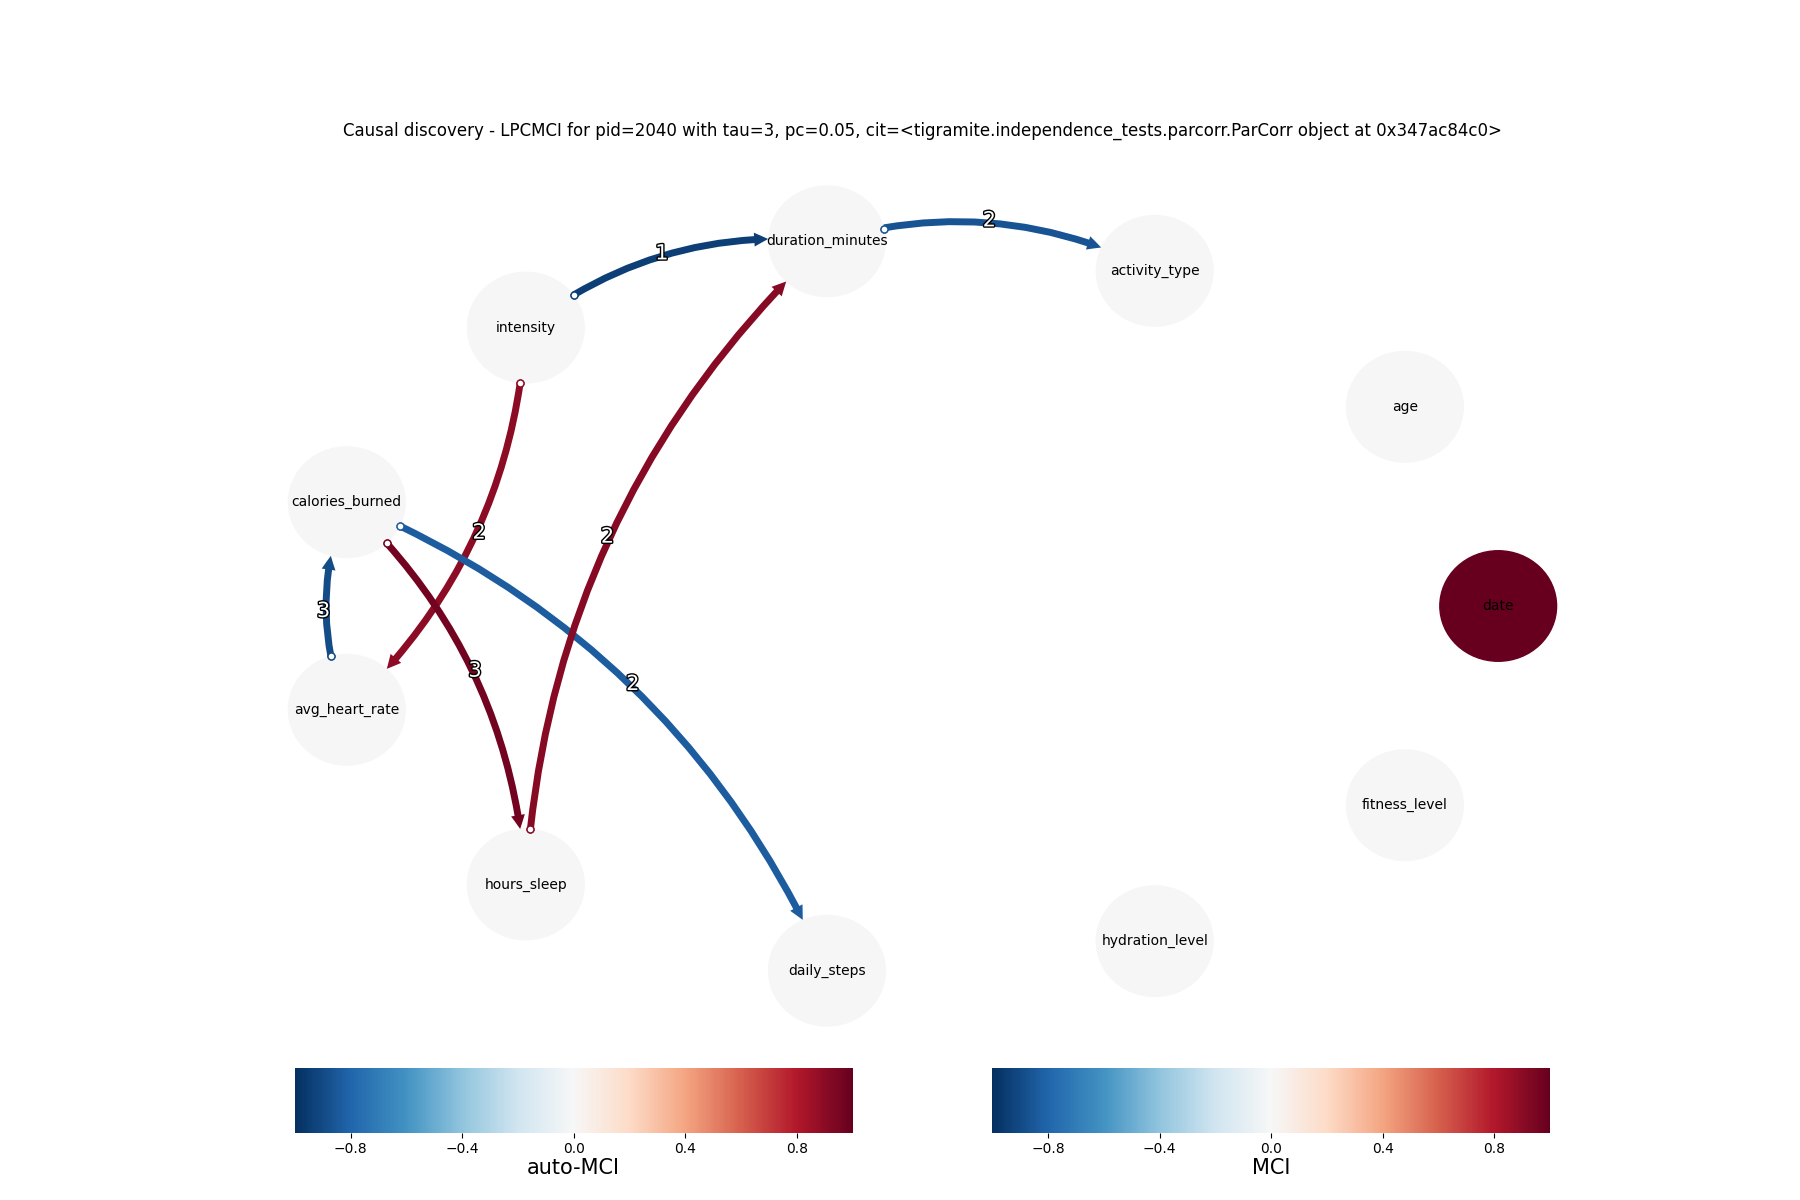 Causal discovery - LPCMCI for pid=2040 with tau=3, pc=0.05, cit=<tigramite.independence_tests.parcorr.ParCorr object at 0x347ac84c0>
2
duration_minutes
1
activity_type
intensity
age
calories_burned
2
2
date
3
3
2
avg_heart_rate
fitness_level
hours_sleep
hydration_level
daily_steps
−0.8 −0.4 0.0 0.4 0.8
auto-MCI
−0.8 −0.4 0.0 0.4 0.8
MCI